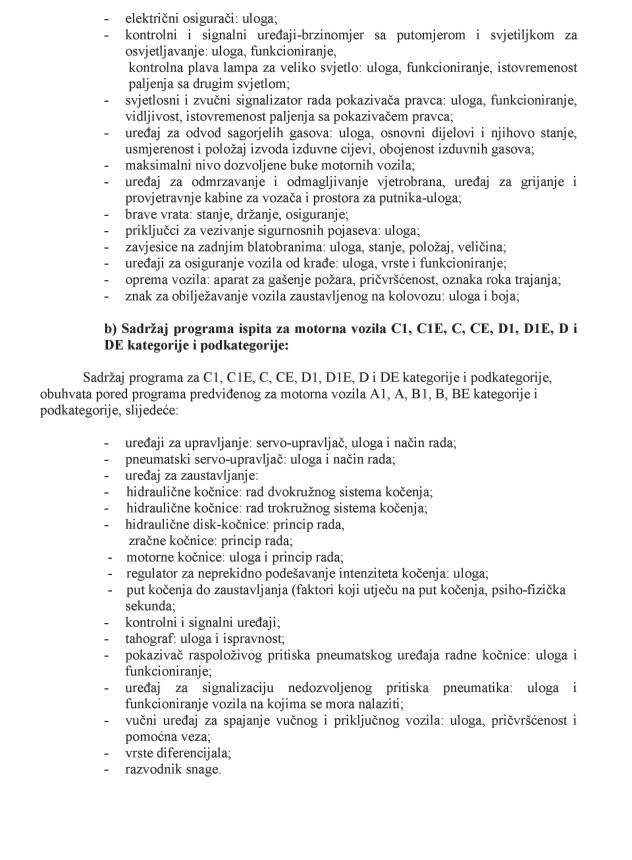 - električni osigurači: uloga;
- kontrolni i signalni uređaji-brzinomjer sa putomjerom i svjetiljkom za
osvjetljavanje: uloga, funkcioniranje,
kontrolna plava lampa za veliko svjetlo: uloga, funkcioniranje, istovremenost
paljenja sa drugim svjetlom;
- svjetlosni i zvučni signalizator rada pokazivača pravca: uloga, funkcioniranje,
vidljivost, istovremenost paljenja sa pokazivačem pravca;
- uređaj za odvod sagorjelih gasova: uloga, osnovni dijelovi i njihovo stanje,
usmjerenost i položaj izvoda izduvne cijevi, obojenost izduvnih gasova;
- maksimalni nivo dozvoljene buke motornih vozila;
- uređaj za odmrzavanje i odmagljivanje vjetrobrana, uređaj za grijanje i
provjetravnje kabine za vozača i prostora za putnika-uloga;
- brave vrata: stanje, držanje, osiguranje;
- priključci za vezivanje sigurnosnih pojaseva: uloga;
- zavjesice na zadnjim blatobranima: uloga, stanje, položaj, veličina;
- uređaji za osiguranje vozila od krađe: uloga, vrste i funkcioniranje;
- oprema vozila: aparat za gašenje požara, pričvršćenost, oznaka roka trajanja;
- znak za obilježavanje vozila zaustavljenog na kolovozu: uloga i boja;
b) Sadržaj programa ispita za motorna vozila C1, C1E, C, CE, D1, D1E, D i
DE kategorije i podkategorije:
Sadržaj programa za C1, C1E, C, CE, D1, D1E, D i DE kategorije i podkategorije,
obuhvata pored programa predviđenog za motorna vozila A1, A, B1, B, BE kategorije i
podkategorije, slijedeće:
- uređaji za upravljanje: servo-upravljač, uloga i način rada;
- pneumatski servo-upravljač: uloga i način rada;
- uređaj za zaustavljanje:
- hidraulične kočnice: rad dvokružnog sistema kočenja;
- hidraulične kočnice: rad trokružnog sistema kočenja;
- hidraulične disk-kočnice: princip rada,
zračne kočnice: princip rada;
- motorne kočnice: uloga i princip rada;
- regulator za neprekidno podešavanje intenziteta kočenja: uloga;
- put kočenja do zaustavljanja (faktori koji utječu na put kočenja, psiho-fizička
sekunda;
- kontrolni i signalni uređaji;
- tahograf: uloga i ispravnost;
- pokazivač raspoloživog pritiska pneumatskog uređaja radne kočnice: uloga i
funkcioniranje;
- uređaj za signalizaciju nedozvoljenog pritiska pneumatika: uloga i
funkcioniranje vozila na kojima se mora nalaziti;
- vučni uređaj za spajanje vučnog i priključnog vozila: uloga, pričvršćenost i
pomoćna veza;
- vrste diferencijala;
- razvodnik snage.